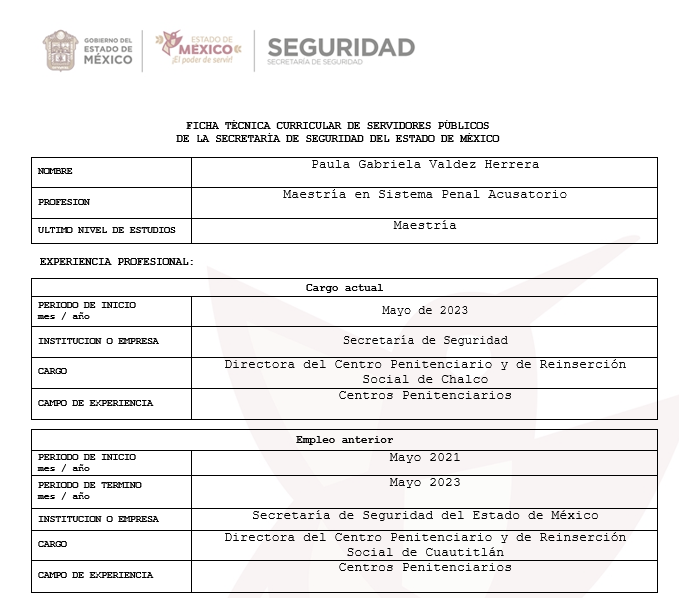 GOBIERNO DEL
ESTADO DE
MÉXICO
ESTADO DE
MÉXICO
¡El poder de servir!
SEGURIDAD
SECRETARÍA DE SEGURIDAD
FICHA TÉCNICA CURRICULAR DE SERVIDORES PÚBLICOS
DE LA SECRETARÍA DE SEGURIDAD DEL ESTADO DE MÉXICO
NOMBRE Paula Gabriela Valdez Herrera
PROFESION Maestría en Sistema Penal Acusatorio
ULTIMO NIVEL DE ESTUDIOS Maestría
EXPERIENCIA PROFESIONAL:
Cargo actual
PERIODO DE INICIO
mes / año
Mayo de 2023
INSTITUCION O EMPRESA Secretaría de Seguridad
CARGO Directora del Centro Penitenciario y de Reinserción
Social de Chalco
CAMPO DE EXPERIENCIA Centros Penitenciarios
Empleo anterior
PERIODO DE INICIO
mes / año
Mayo 2021
PERIODO DE TERMINO
mes / año
Mayo 2023
INSTITUCION O EMPRESA Secretaría de Seguridad del Estado de México
CARGO Directora del Centro Penitenciario y de Reinserción
Social de Cuautitlán
CAMPO DE EXPERIENCIA Centros Penitenciarios